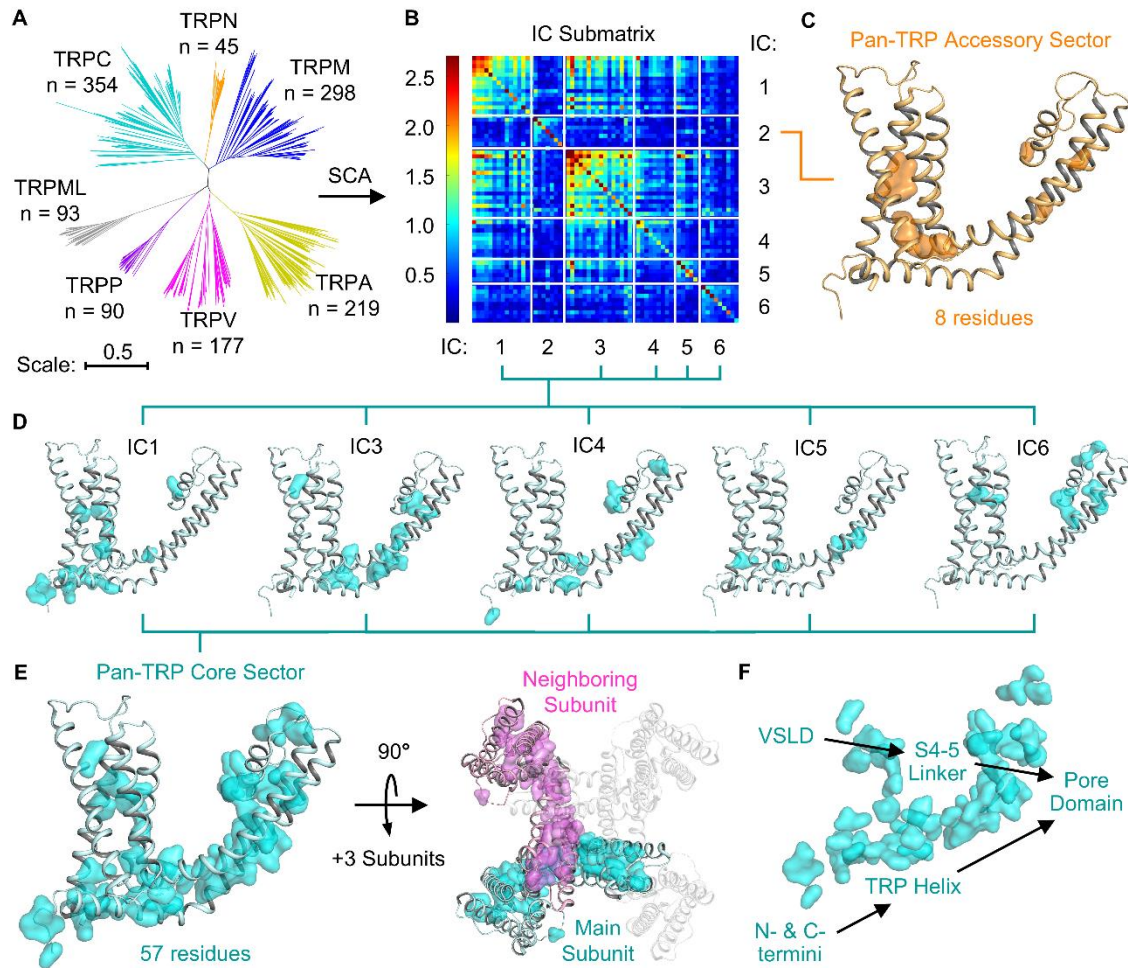 A
TRPN
n = 45
TRPC
n = 354
TRPM
n = 298
TRPML
n = 93
TRPP
n = 90
TRPV
n = 177
TRPA
n = 219
Scale: 0.5
SCA
B
IC Submatrix
2.5
2.0
1.5
1.0
0.5
IC:
1
2
3
4
5
6
IC: 1 2 3 4 5 6
C
Pan-TRP Accessory Sector
8 residues
D
IC1
IC3
IC4
IC5
IC6
Pan-TRP Core Sector
E
57 residues
90°
+3 Subunits
Neighboring
Subunit
Main
Subunit
F
VSLD
S4-5
Linker
Pore
Domain
TRP Helix
N- & C-
termini